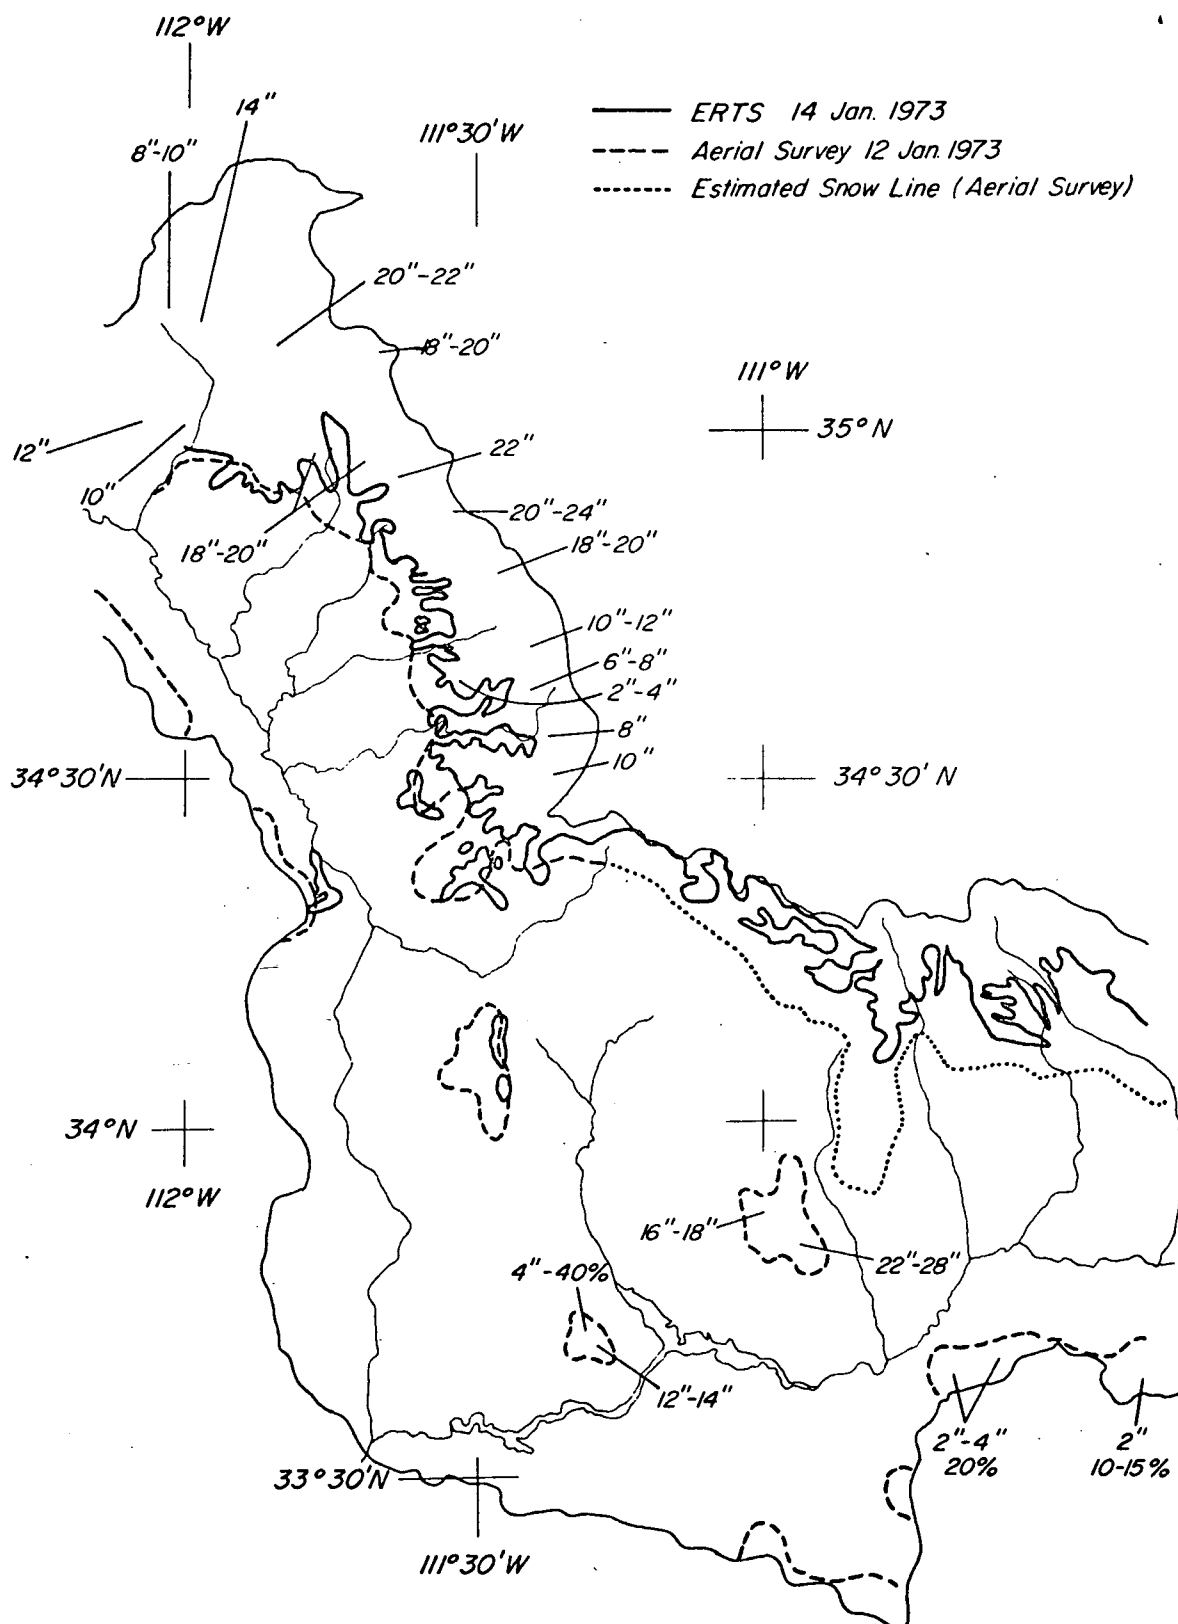 112°W
14"
8"-10"
111°30'W
ERTS 14 Jan. 1973
Aerial Survey 12 Jan. 1973
Estimated Snow Line (Aerial Survey)
20"-22"
18"-20"
111°W
35°N
12"
22"
10"
20"-24"
18"-20"
18"-20"
10"-12"
6"-8"
2"-4"
8"
10"
34°30'N
34°30'N
34°N
112°W
16"-18"
22"-28"
4"-40%
12"-14"
2"-4"
20%
2"
10-15%
33°30'N
111°30'W